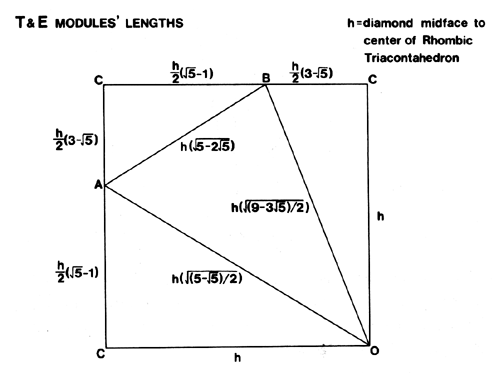 T & E MODULES' LENGTHS
h=diamond midface to
center of Rhombic
Triacontahedron
h/2(√5-1)
h/2(3-√5)
C
B
C
h/2(3-√5)
h(√5-2√5)
A
h(√(9-3√5)/2)
h
h/2(√5-1)
h(√(5-√5)/2)
C
h
O